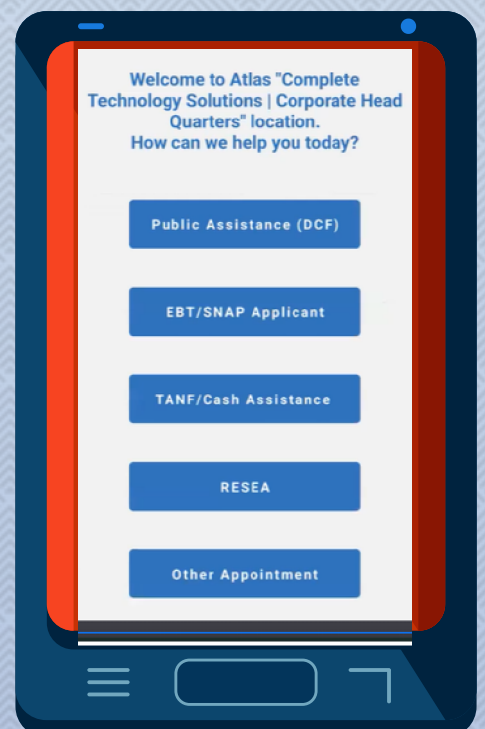 Welcome to Atlas "Complete
Technology Solutions | Corporate Head
Quarters" location.
How can we help you today?
Public Assistance (DCF)
EBT/SNAP Applicant
TANF/Cash Assistance
RESEA
Other Appointment